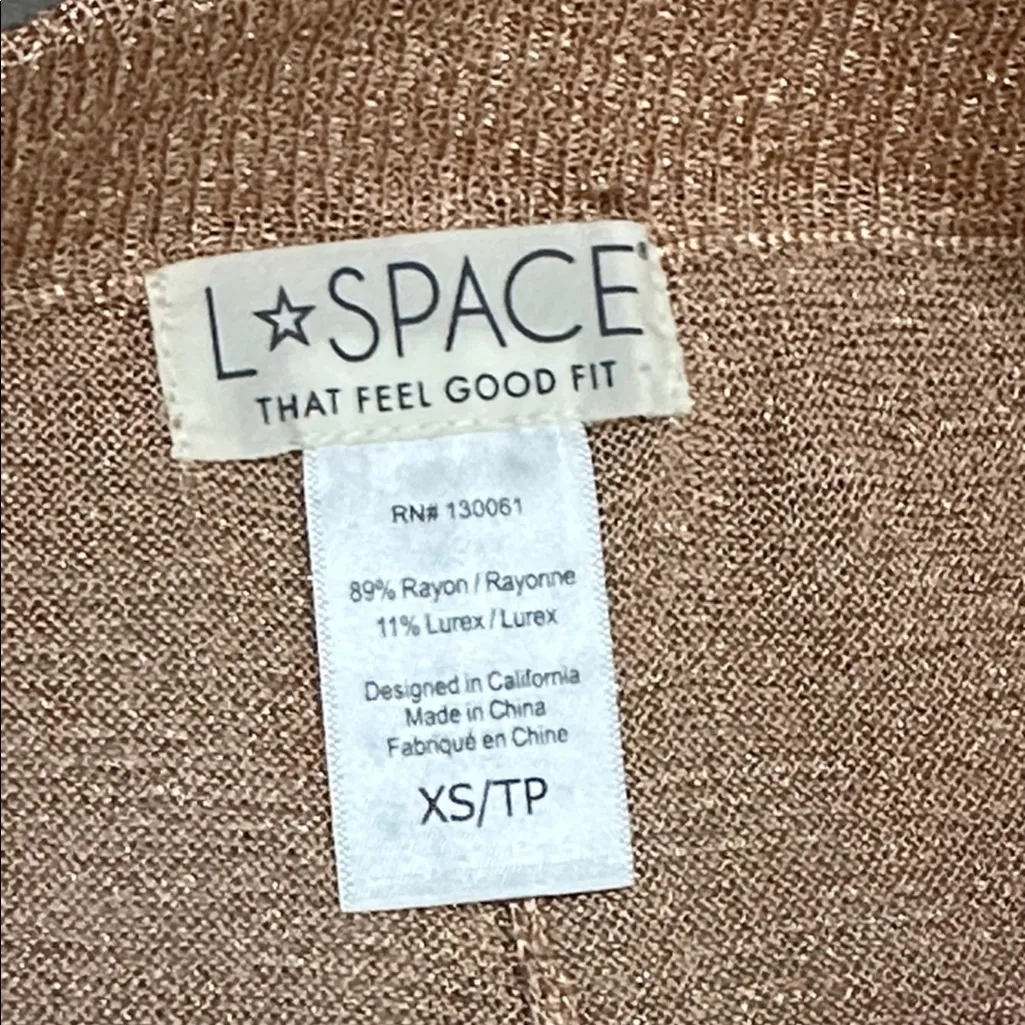 L☆SPACE®
THAT FEEL GOOD FIT
RN# 130061
89% Rayon / Rayonne
11% Lurex / Lurex
Designed in California
Made in China
Fabriqué en Chine
XS/TP